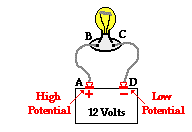 B C
A D
High Potential + − Low Potential
12 Volts